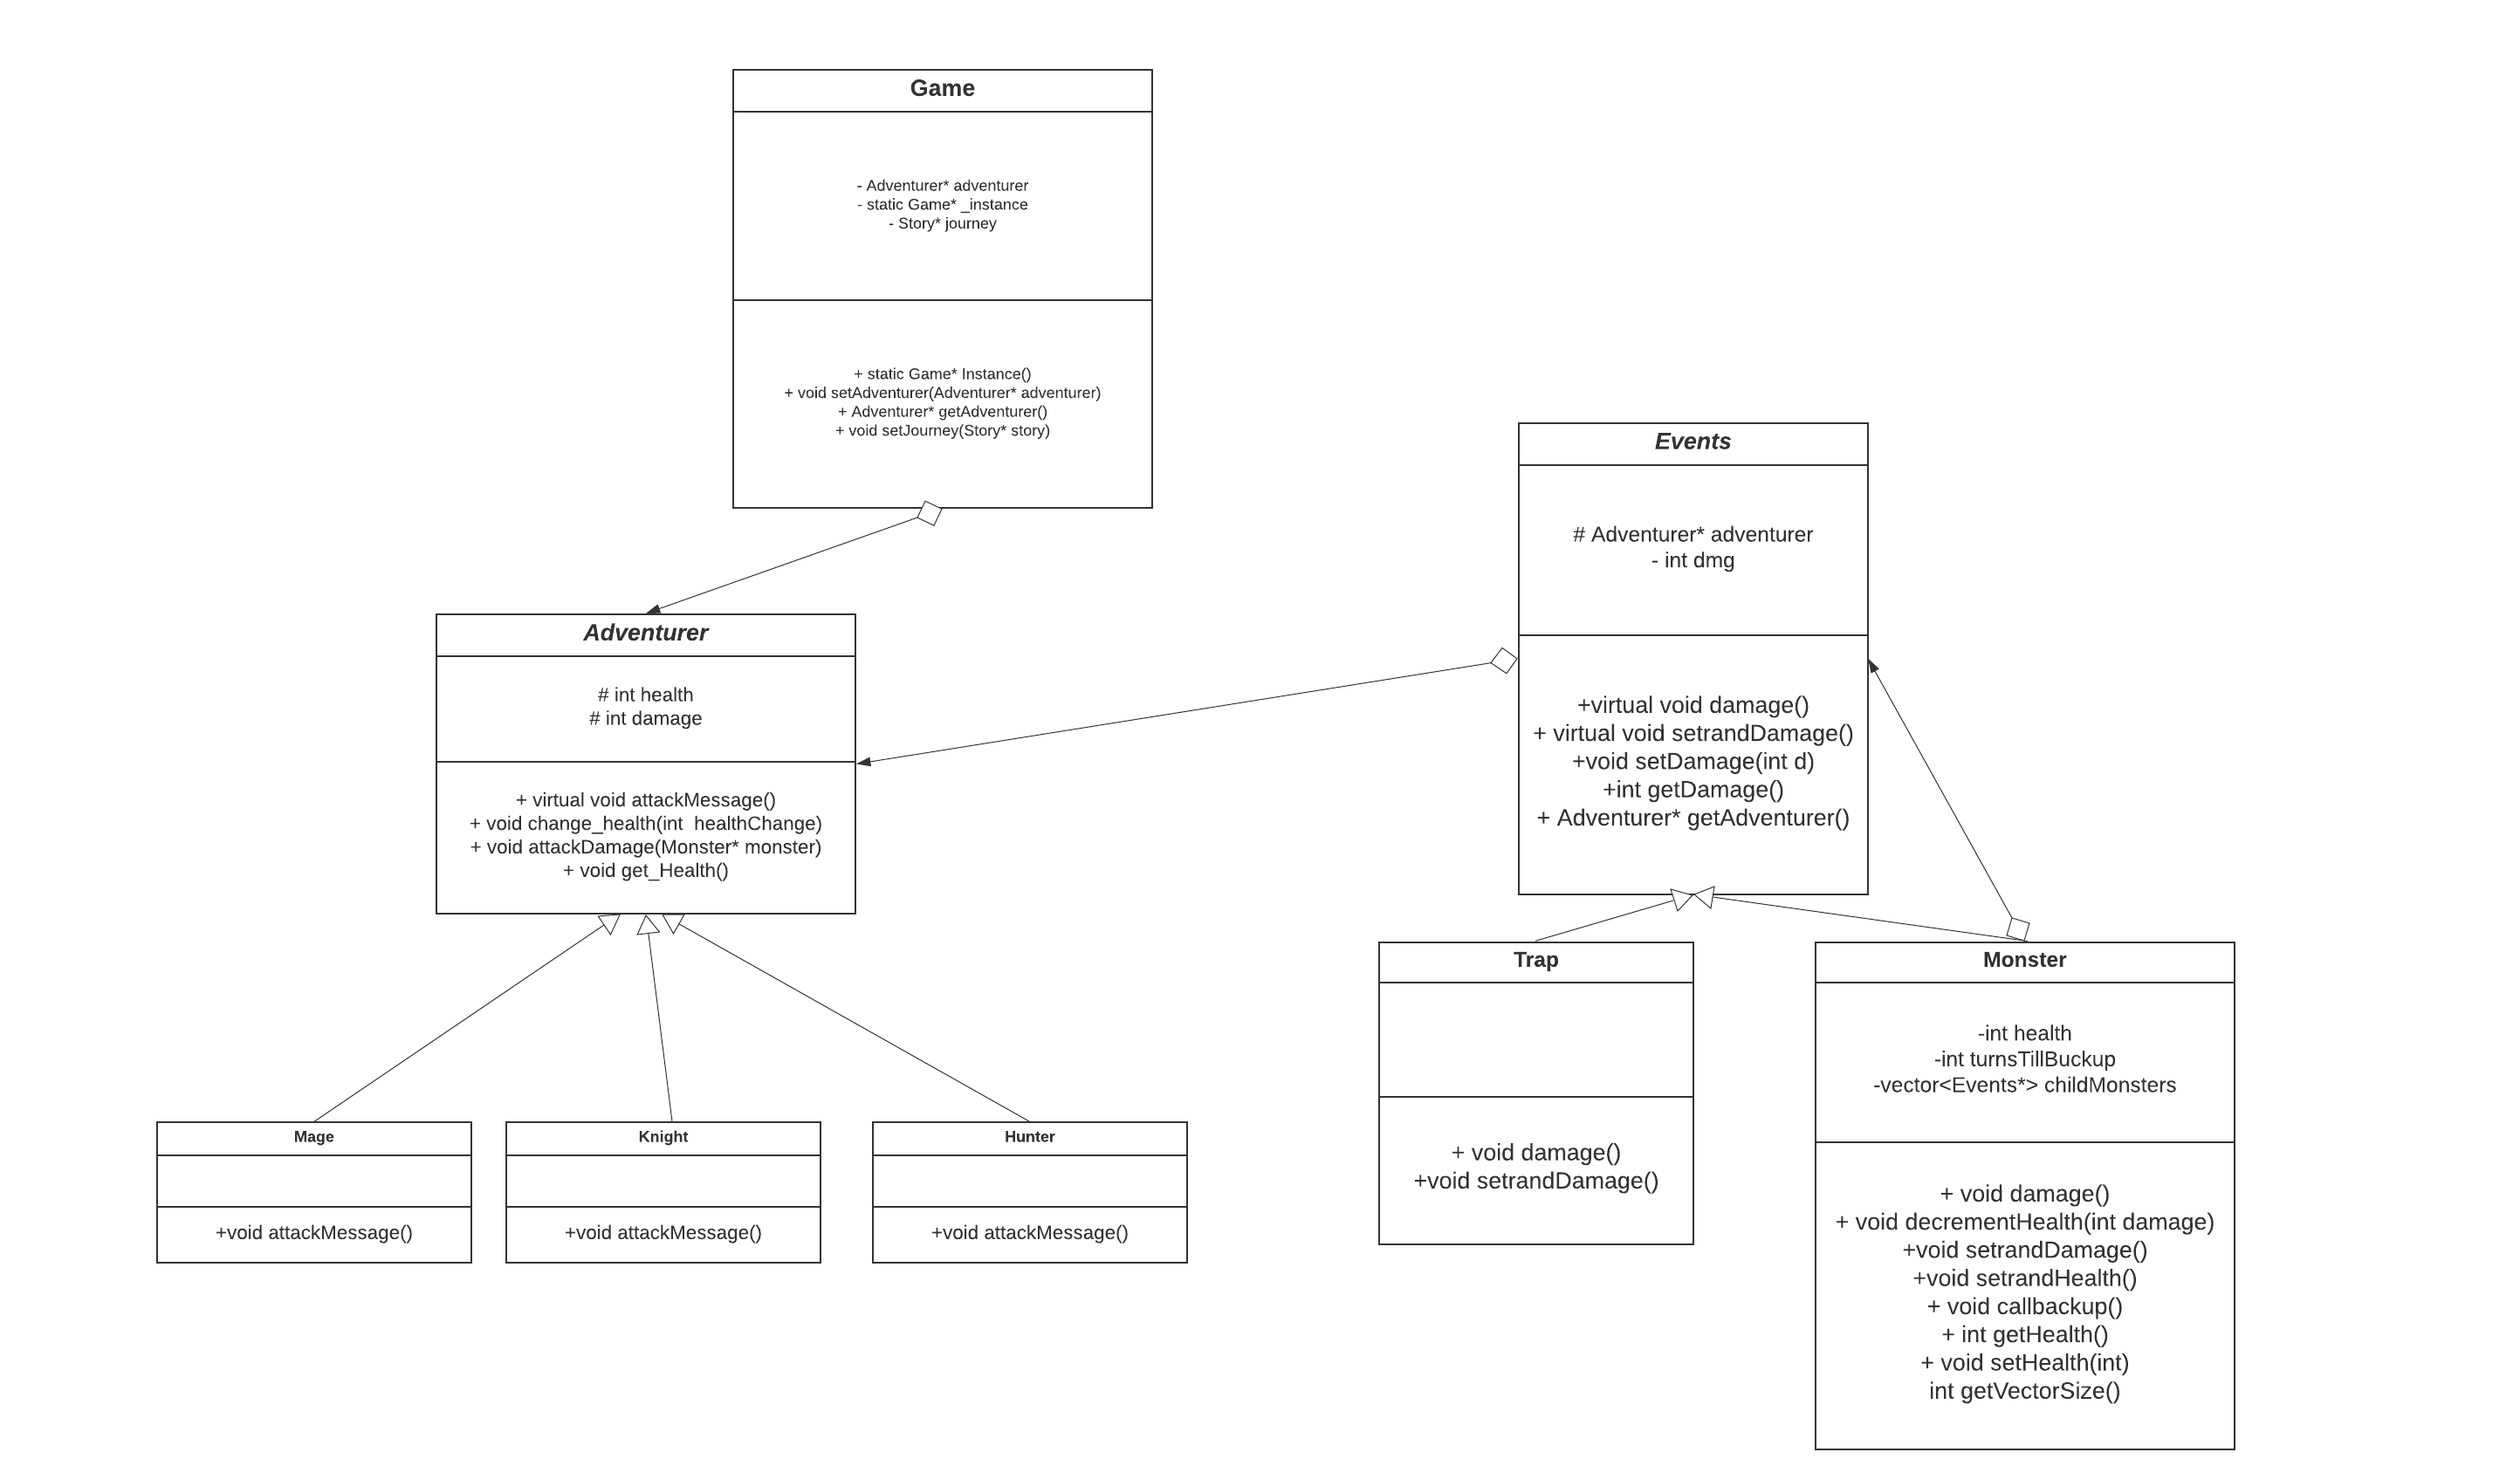 Game
- Adventurer* adventurer
- static Game* _instance
- Story* journey
+ static Game* Instance()
+ void setAdventurer(Adventurer* adventurer)
+ Adventurer* getAdventurer()
+ void setJourney(Story* story)
Events
# Adventurer* adventurer
- int dmg
+virtual void damage()
+ virtual void setrandDamage()
+void setDamage(int d)
+int getDamage()
+ Adventurer* getAdventurer()
Adventurer
# int health
# int damage
+ virtual void attackMessage()
+ void change_health(int  healthChange)
+ void attackDamage(Monster* monster)
+ void get_Health()
Trap
+ void damage()
+void setrandDamage()
Monster
-int health
-int turnsTillBuckup
-vector<Events*> childMonsters
+ void damage()
+ void decrementHealth(int damage)
+void setrandDamage()
+void setrandHealth()
+ void callbackup()
+ int getHealth()
+ void setHealth(int)
int getVectorSize()
Mage
+void attackMessage()
Knight
+void attackMessage()
Hunter
+void attackMessage()